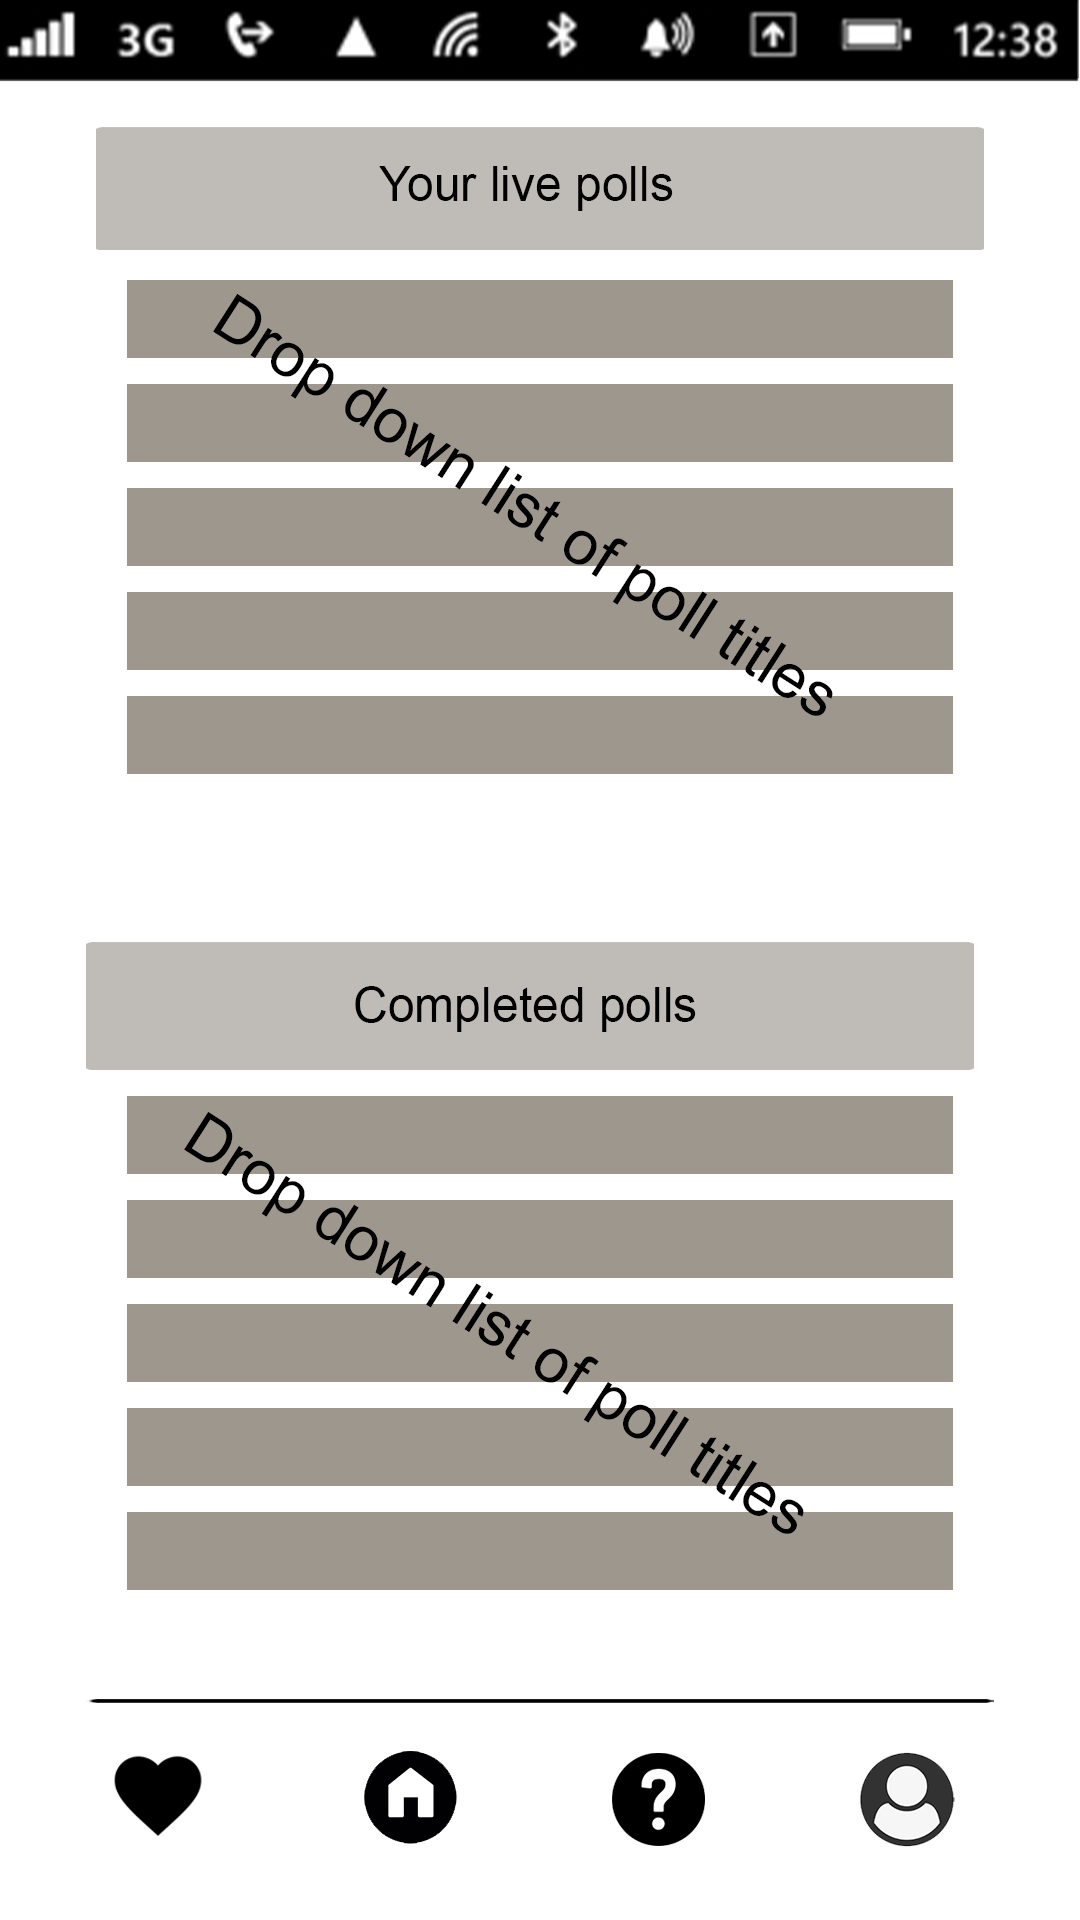 3G 12:38
Your live polls
Drop down list of poll titles
Completed polls
Drop down list of poll titles
?